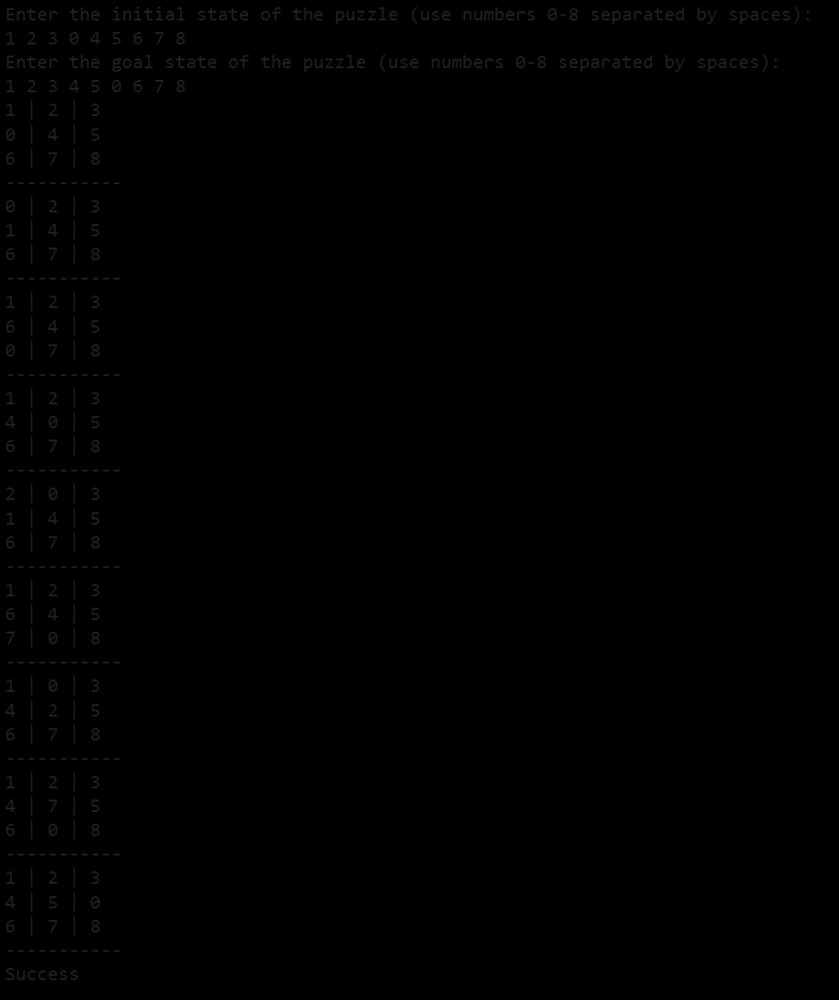 Enter the initial state of the puzzle (use numbers 0-8 separated by spaces):
1 2 3 0 4 5 6 7 8
Enter the goal state of the puzzle (use numbers 0-8 separated by spaces):
1 2 3 4 5 0 6 7 8
1 | 2 | 3
0 | 4 | 5
6 | 7 | 8
-----------
0 | 2 | 3
1 | 4 | 5
6 | 7 | 8
-----------
1 | 2 | 3
6 | 4 | 5
0 | 7 | 8
-----------
1 | 2 | 3
4 | 0 | 5
6 | 7 | 8
-----------
2 | 0 | 3
1 | 4 | 5
6 | 7 | 8
-----------
1 | 2 | 3
6 | 4 | 5
7 | 0 | 8
-----------
1 | 0 | 3
4 | 2 | 5
6 | 7 | 8
-----------
1 | 2 | 3
4 | 7 | 5
6 | 0 | 8
-----------
1 | 2 | 3
4 | 5 | 0
6 | 7 | 8
-----------
Success